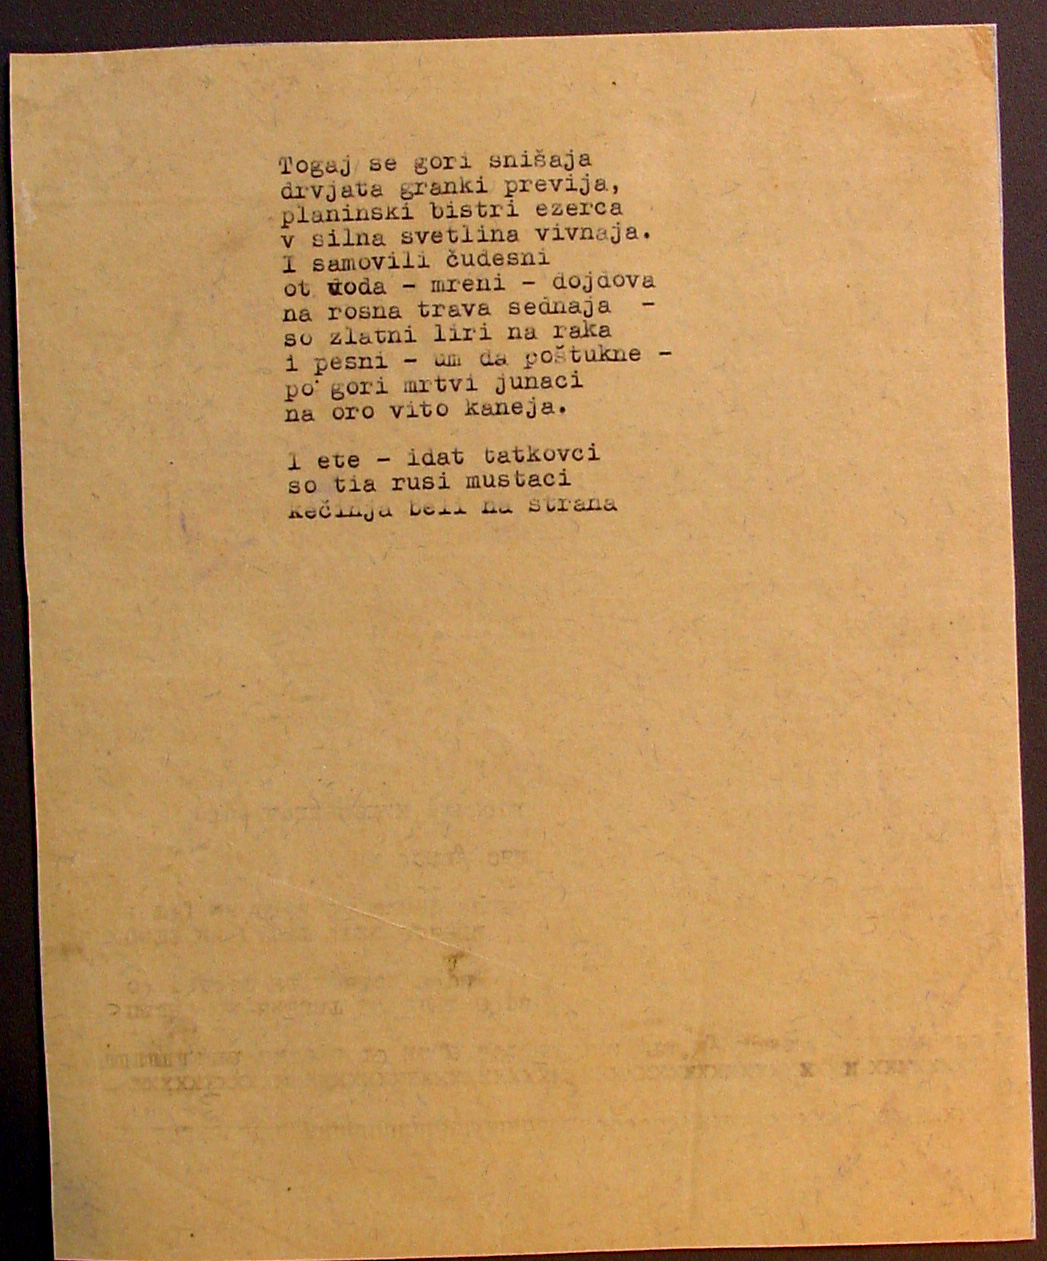 Togaj se gori snišaja
drvjata granki previja,
planinski bistri ezerca
v silna svetlina vivnaja.
I samovili čudesni
ot voda - mreni - dojdova
na rosna trava sednaja -
so zlatni liri na raka
i pesni - um da poštukne -
po gori mrtvi junaci
na oro vito kaneja.
I ete - idat tatkovci
so tia rusi mustaci
kečinja beli na strana